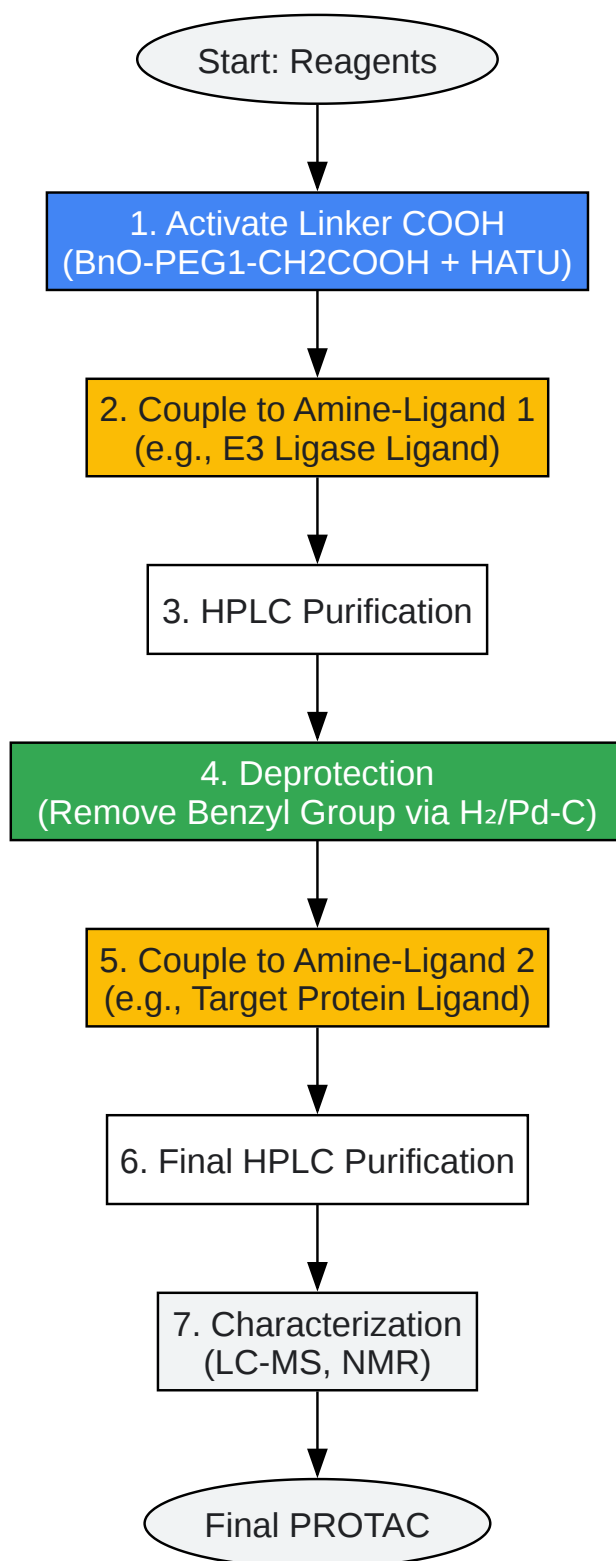 Start: Reagents
1. Activate Linker COOH
(BnO-PEG1-CH2COOH + HATU)
2. Couple to Amine-Ligand 1
(e.g., E3 Ligase Ligand)
3. HPLC Purification
4. Deprotection
(Remove Benzyl Group via H₂/Pd-C)
5. Couple to Amine-Ligand 2
(e.g., Target Protein Ligand)
6. Final HPLC Purification
7. Characterization
(LC-MS, NMR)
Final PROTAC